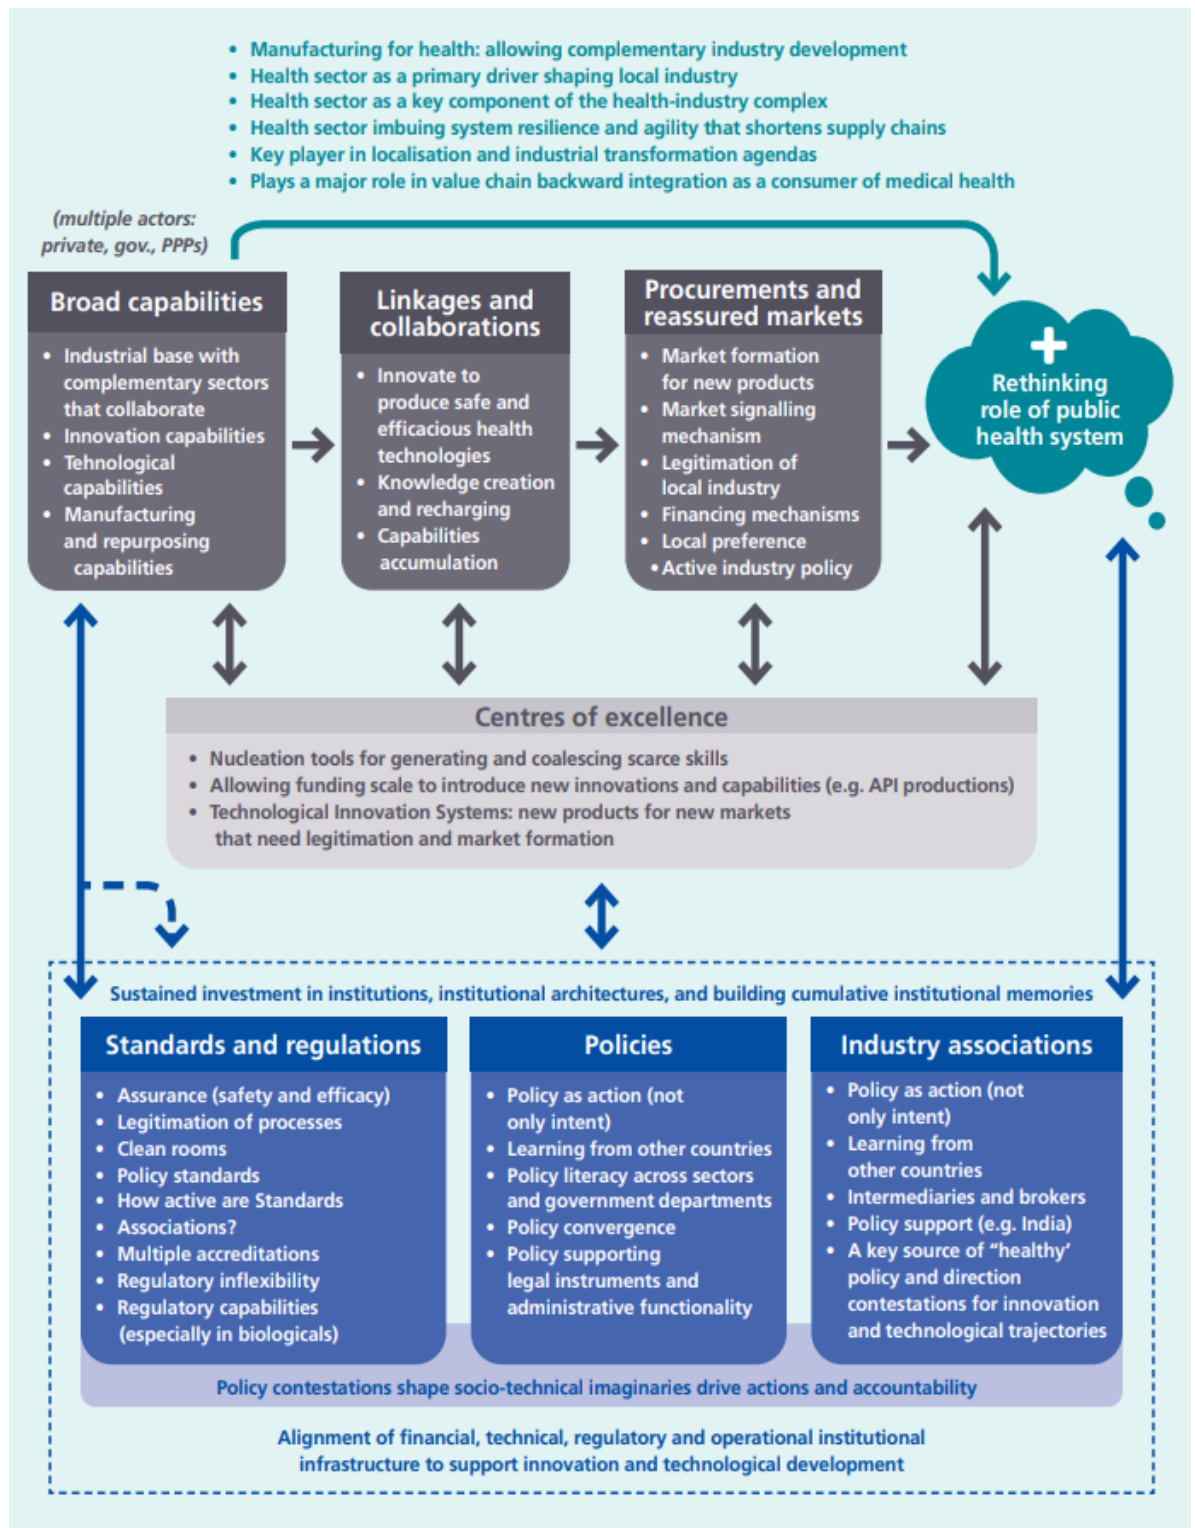 • Manufacturing for health: allowing complementary industry development
• Health sector as a primary driver shaping local industry
• Health sector as a key component of the health-industry complex
• Health sector imbuing system resilience and agility that shortens supply chains
• Key player in localisation and industrial transformation agendas
• Plays a major role in value chain backward integration as a consumer of medical health
(multiple actors:
private, gov., PPPs)
Broad capabilities
• Industrial base with
complementary sectors
that collaborate
• Innovation capabilities
• Tehnological
capabilities
• Manufacturing
and repurposing
capabilities
Linkages and
collaborations
• Innovate to
produce safe and
efficacious health
technologies
• Knowledge creation
and recharging
• Capabilities
accumulation
Procurements and
reassured markets
• Market formation
for new products
• Market signalling
mechanism
• Legitimation of
local industry
• Financing mechanisms
• Local preference
• Active industry policy
+
Rethinking
role of public
health system
Centres of excellence
• Nucleation tools for generating and coalescing scarce skills
• Allowing funding scale to introduce new innovations and capabilities (e.g. API productions)
• Technological Innovation Systems: new products for new markets
that need legitimation and market formation
Sustained investment in institutions, institutional architectures, and building cumulative institutional memories
Standards and regulations
• Assurance (safety and efficacy)
• Legitimation of processes
• Clean rooms
• Policy standards
• How active are Standards
• Associations?
• Multiple accreditations
• Regulatory inflexibility
• Regulatory capabilities
(especially in biologicals)
Policies
• Policy as action (not
only intent)
• Learning from other countries
• Policy literacy across sectors
and government departments
• Policy convergence
• Policy supporting
legal instruments and
administrative functionality
Industry associations
• Policy as action (not
only intent)
• Learning from
other countries
• Intermediaries and brokers
• Policy support (e.g. India)
• A key source of “healthy’
policy and direction
contestations for innovation
and technological trajectories
Policy contestations shape socio-technical imaginaries drive actions and accountability
Alignment of financial, technical, regulatory and operational institutional
infrastructure to support innovation and technological development